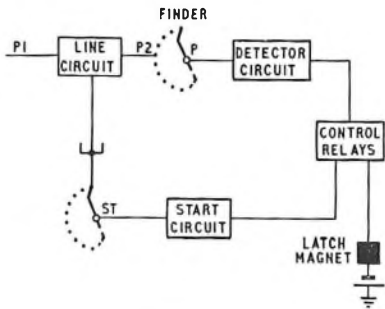 FINDER
P1
LINE
CIRCUIT
P2
P
DETECTOR
CIRCUIT
CONTROL
RELAYS
ST
START
CIRCUIT
LATCH
MAGNET